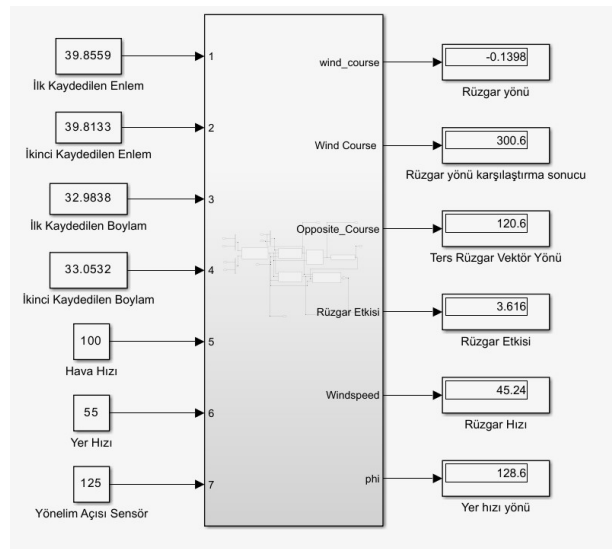 39.8559
1
İlk Kaydedilen Enlem
39.8133
2
İkinci Kaydedilen Enlem
32.9838
3
İlk Kaydedilen Boylam
33.0532
4
İkinci Kaydedilen Boylam
100
5
Hava Hızı
55
6
Yer Hızı
125
7
Yönelim Açısı Sensör
wind_course
-0.1398
Rüzgar yönü
Wind Course
300.6
Rüzgar yönü karşılaştırma sonucu
Opposite_Course
120.6
Ters Rüzgar Vektör Yönü
Rüzgar Etkisi
3.616
Rüzgar Etkisi
Windspeed
45.24
Rüzgar Hızı
phi
128.6
Yer hızı yönü